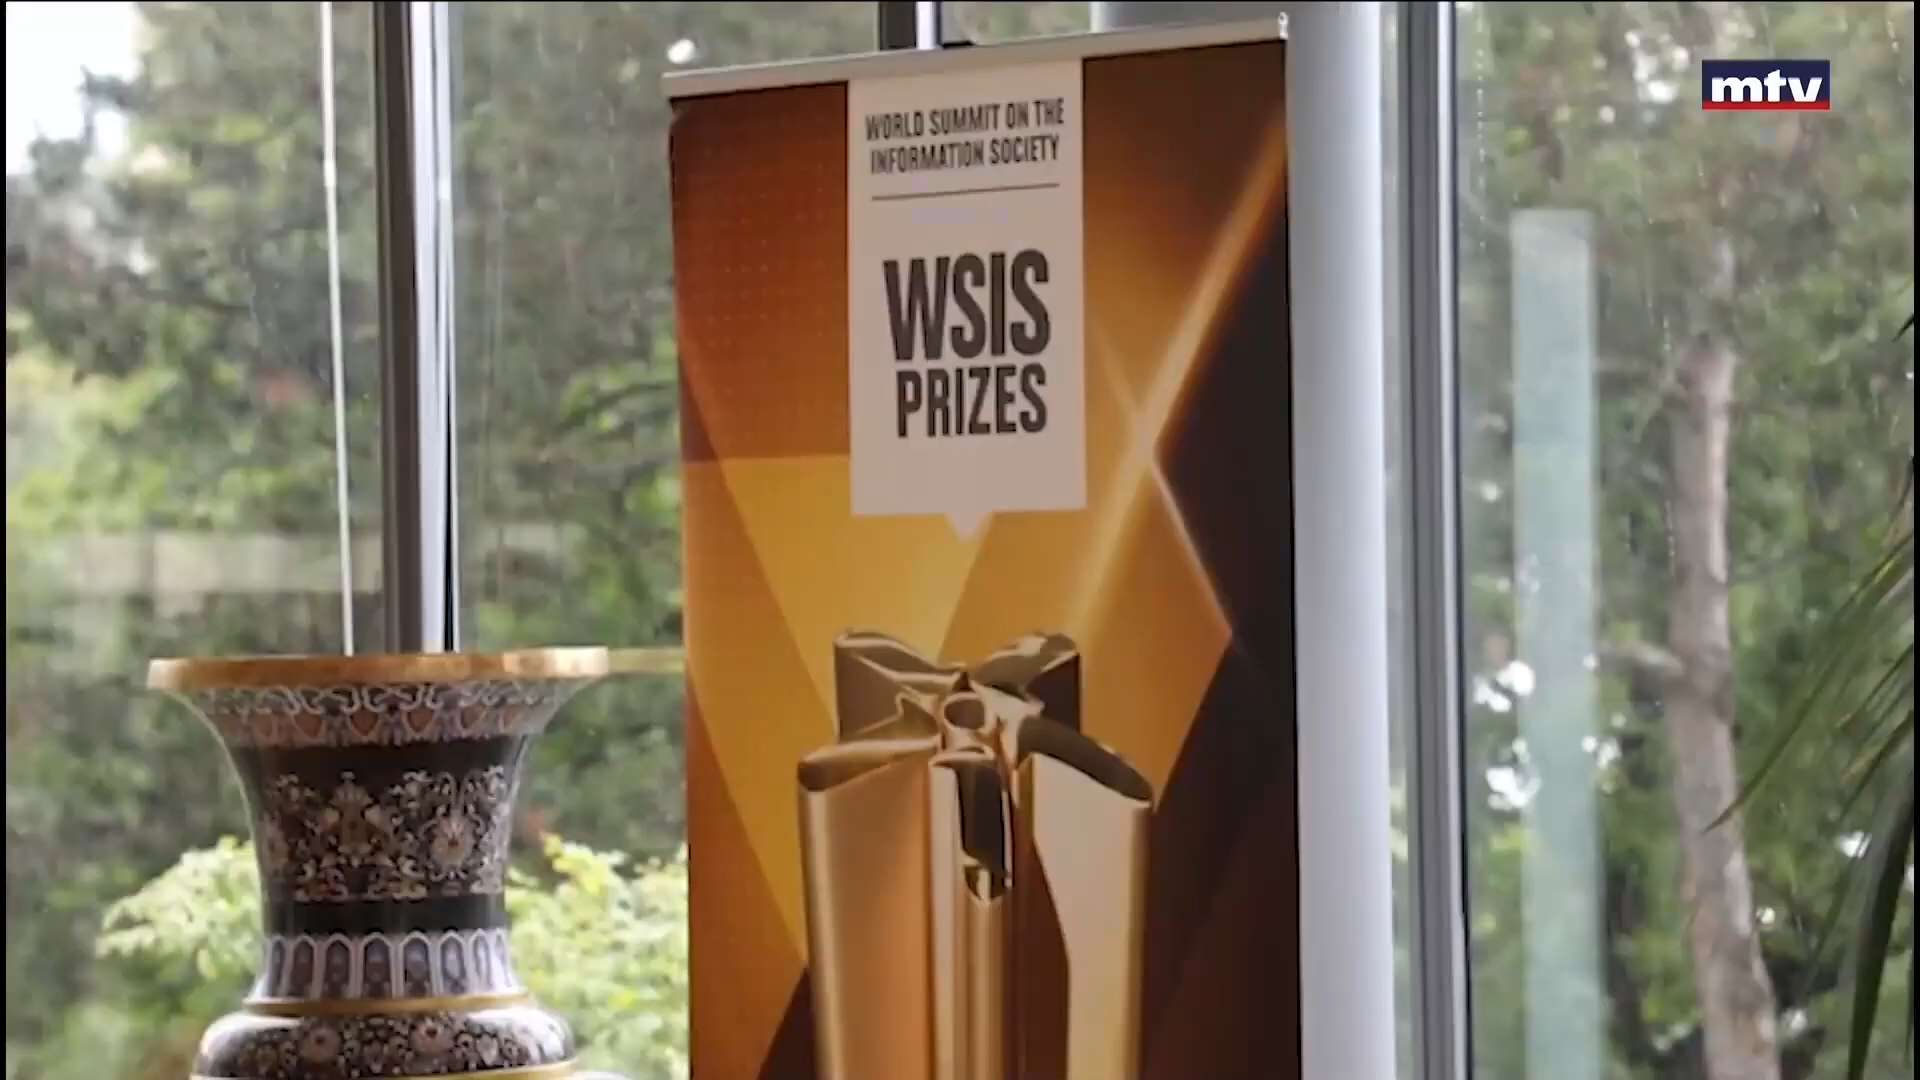 WORLD SUMMIT ON THE
INFORMATION SOCIETY
WSIS
PRIZES
mtv